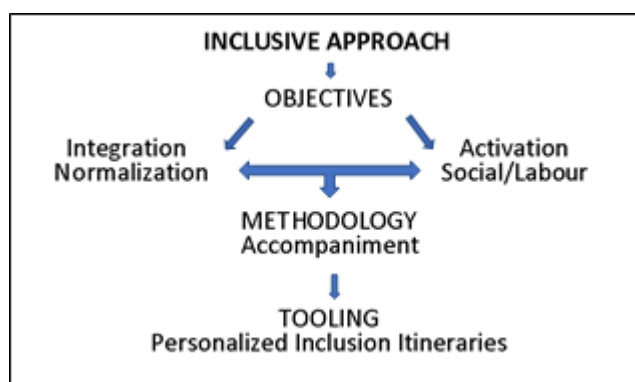 INCLUSIVE APPROACH
OBJECTIVES
Integration
Normalization
Activation
Social/Labour
METHODOLOGY
Accompaniment
TOOLING
Personalized Inclusion Itineraries